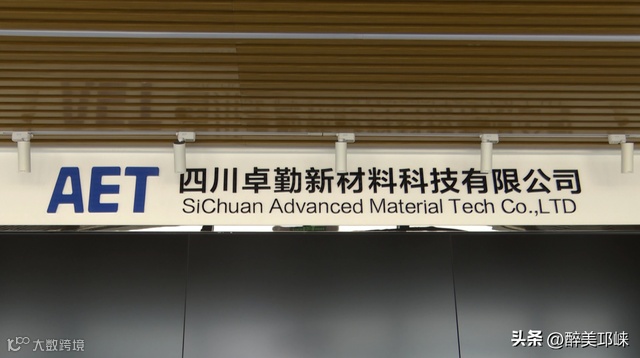 AET 四川卓勤新材料科技有限公司
SiChuan Advanced Material Tech Co.,LTD
大数跨境
头条 @醉美邛崃